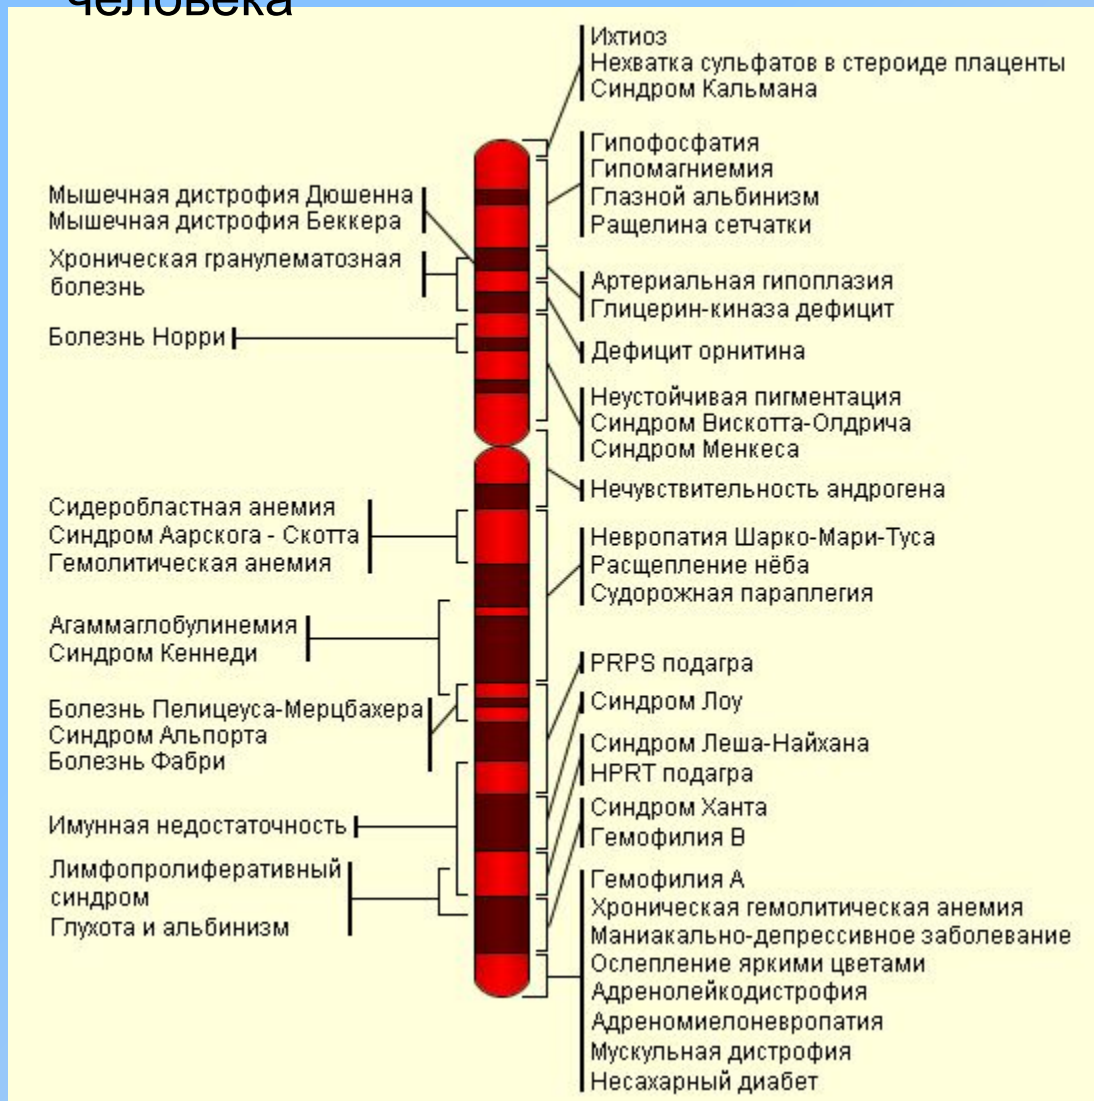 человека
Ихтиоз
Нехватка сульфатов в стероиде плаценты
Синдром Кальмана
Гипофосфатия
Гипомагниемия
Глазной альбинизм
Ращелина сетчатки
Мышечная дистрофия Дюшенна
Мышечная дистрофия Беккера
Хроническая гранулематозная
болезнь
Артериальная гипоплазия
Глицерин-киназа дефицит
Болезнь Норри
Дефицит орнитина
Неустойчивая пигментация
Синдром Вискотта-Олдрича
Синдром Менкеса
Нечувствительность андрогена
Сидеробластная анемия
Синдром Аарскога - Скотта
Гемолитическая анемия
Невропатия Шарко-Мари-Туса
Расщепление нёба
Судорожная параплегия
Агаммаглобулинемия
Синдром Кеннеди
PRPS подагра
Синдром Лоу
Болезнь Пелицеуса-Мерцбахера
Синдром Альпорта
Болезнь Фабри
Синдром Леша-Найхана
HPRT подагра
Синдром Ханта
Гемофилия В
Имунная недостаточность
Лимфопролиферативный
синдром
Глухота и альбинизм
Гемофилия А
Хроническая гемолитическая анемия
Маниакально-депрессивное заболевание
Ослепление яркими цветами
Адренолейкодистрофия
Адреномиелоневропатия
Мускульная дистрофия
Несахарный диабет